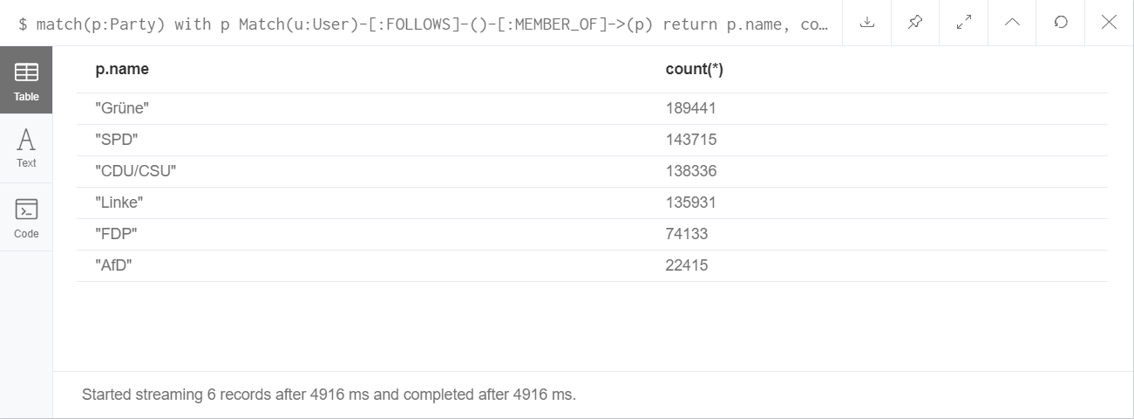 $ match(p:Party) with p Match(u:User)-[:FOLLOWS]-()-[:MEMBER_OF]->(p) return p.name, co…
Table
Text
Code
p.name count(*)
"Grüne" 189441
"SPD" 143715
"CDU/CSU" 138336
"Linke" 135931
"FDP" 74133
"AfD" 22415
Started streaming 6 records after 4916 ms and completed after 4916 ms.